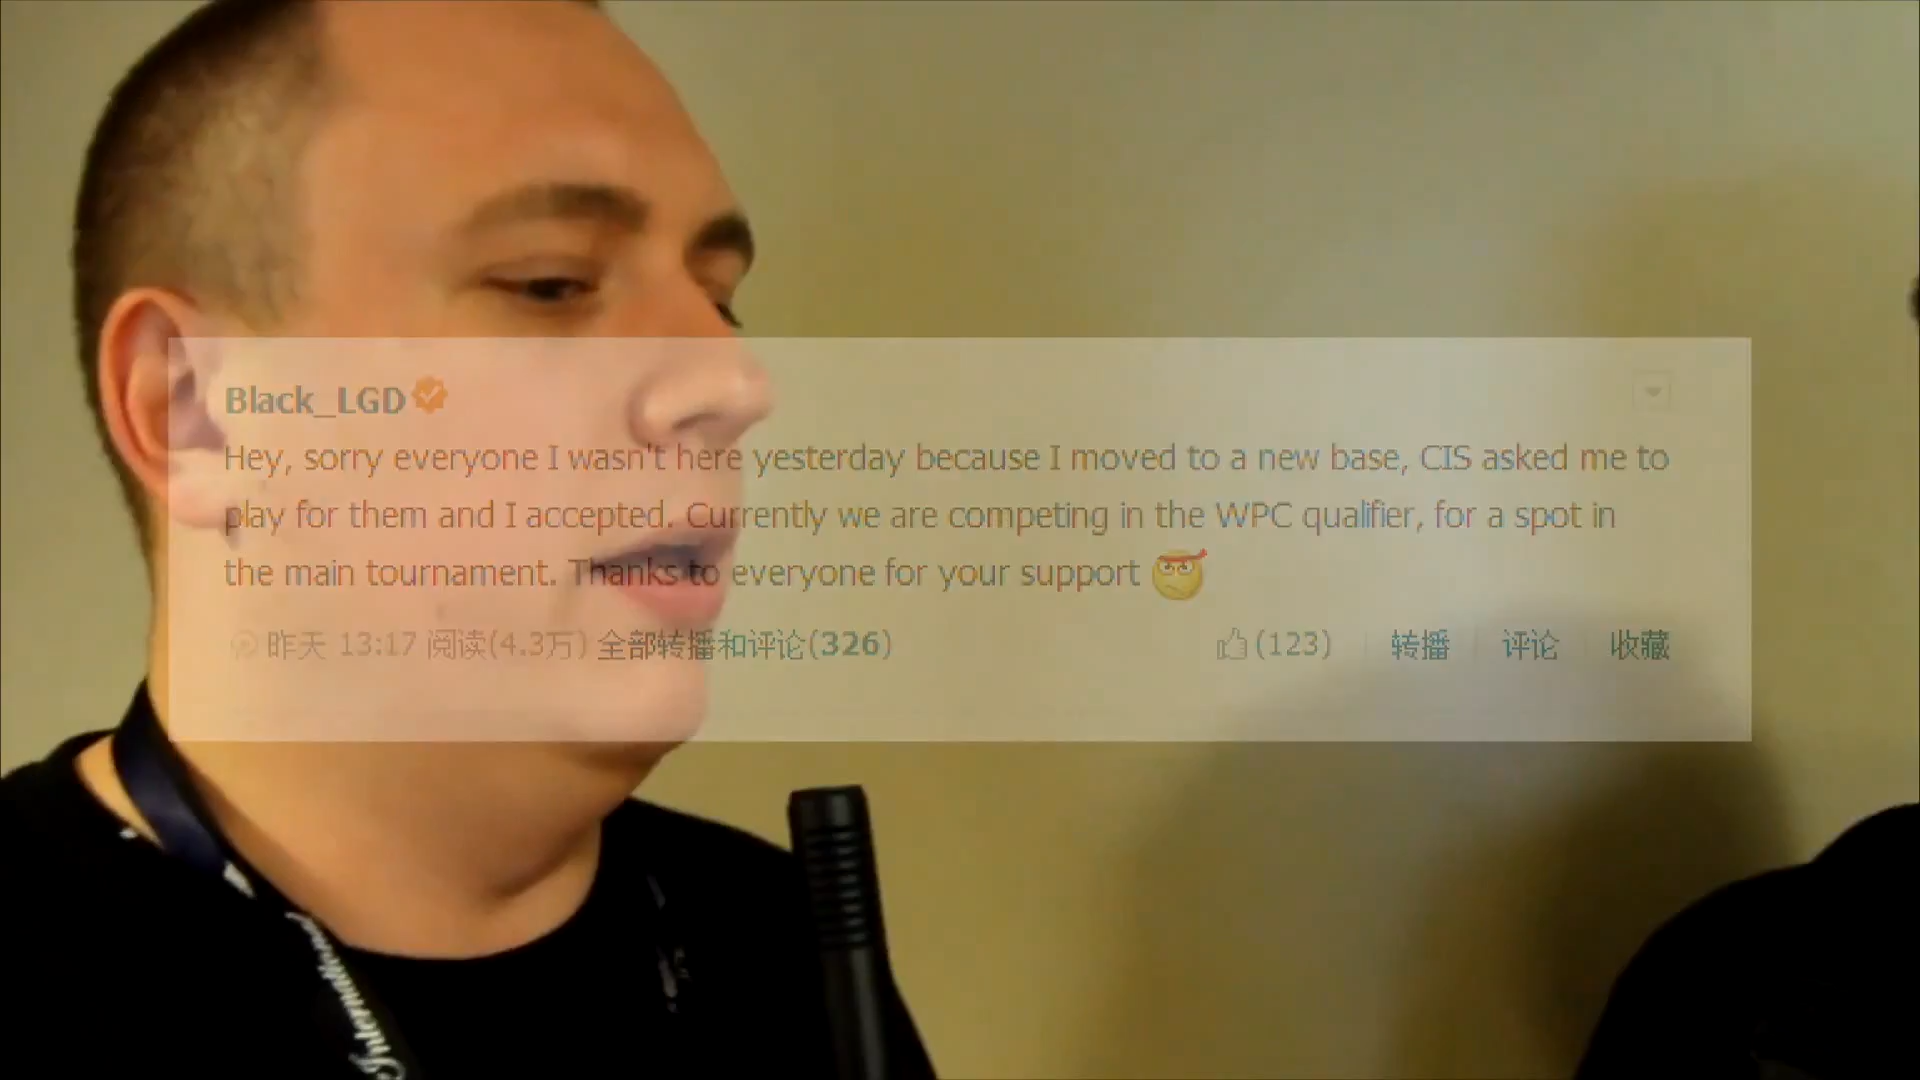 Black_LGD
Hey, sorry everyone I wasn't here yesterday because I moved to a new base, CIS asked me to
play for them and I accepted. Currently we are competing in the WPC qualifier, for a spot in
the main tournament. Thanks to everyone for your support
昨天 13:17 阅读(4.3万) 全部转播和评论(326) (123) 转播 评论 收藏
International